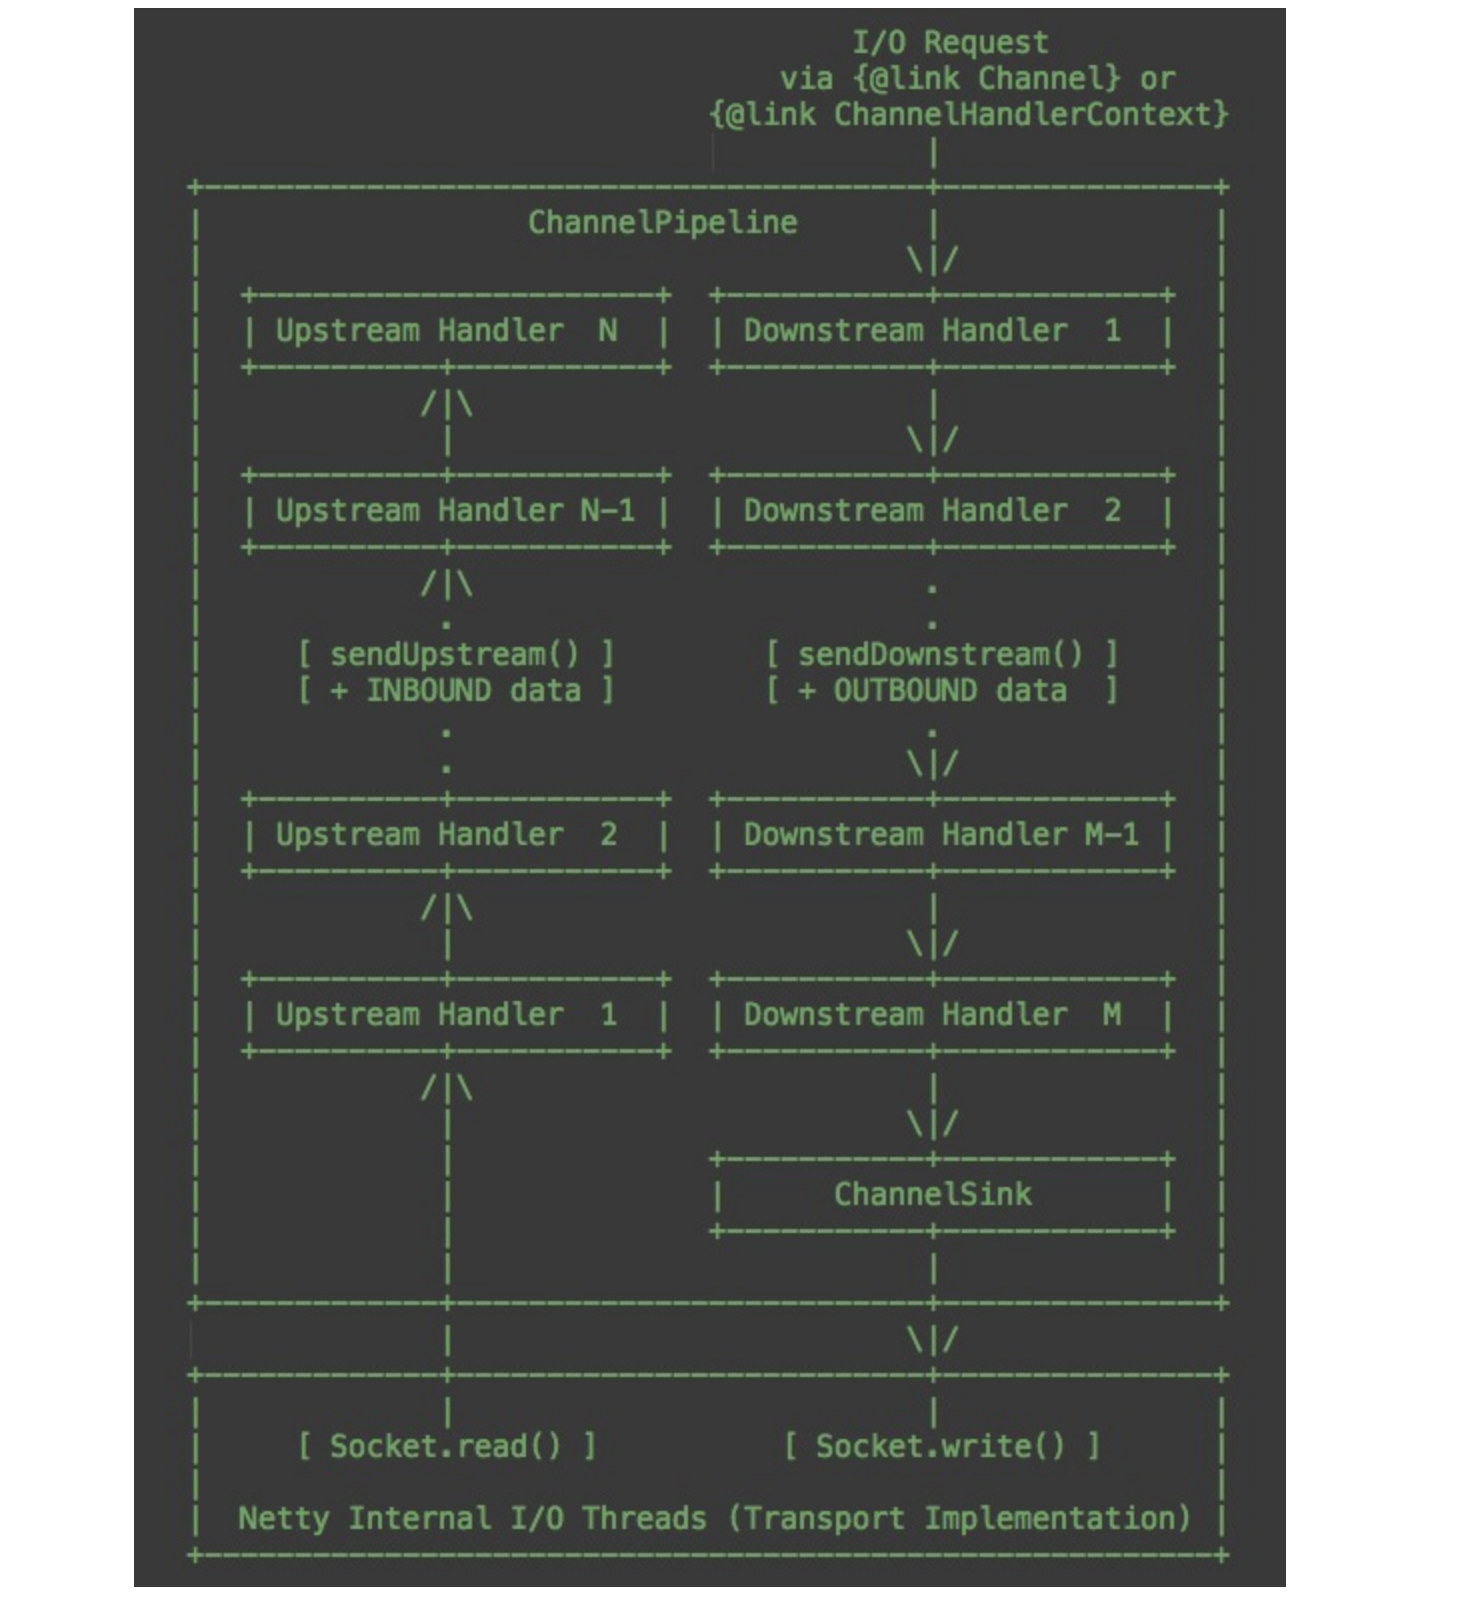 I/O Request
via {@link Channel} or
{@link ChannelHandlerContext}
ChannelPipeline
Upstream Handler N Downstream Handler 1
Upstream Handler N-1 Downstream Handler 2
[ sendUpstream() ] [ sendDownstream() ]
[ + INBOUND data ] [ + OUTBOUND data ]
Upstream Handler 2 Downstream Handler M-1
Upstream Handler 1 Downstream Handler M
ChannelSink
[ Socket.read() ] [ Socket.write() ]
Netty Internal I/O Threads (Transport Implementation)